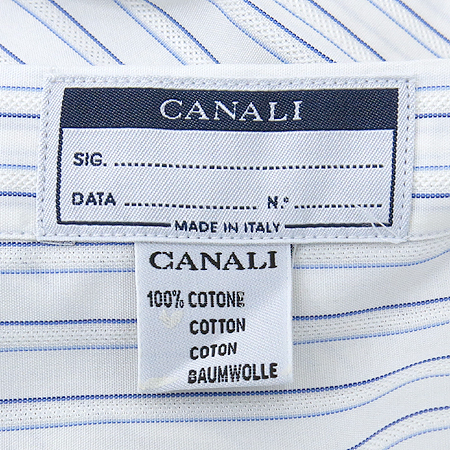 CANALI
SIG. ................................................
DATA ........................ N.° ....................
MADE IN ITALY
CANALI
100% COTONE
COTTON
COTON
BAUMWOLLE